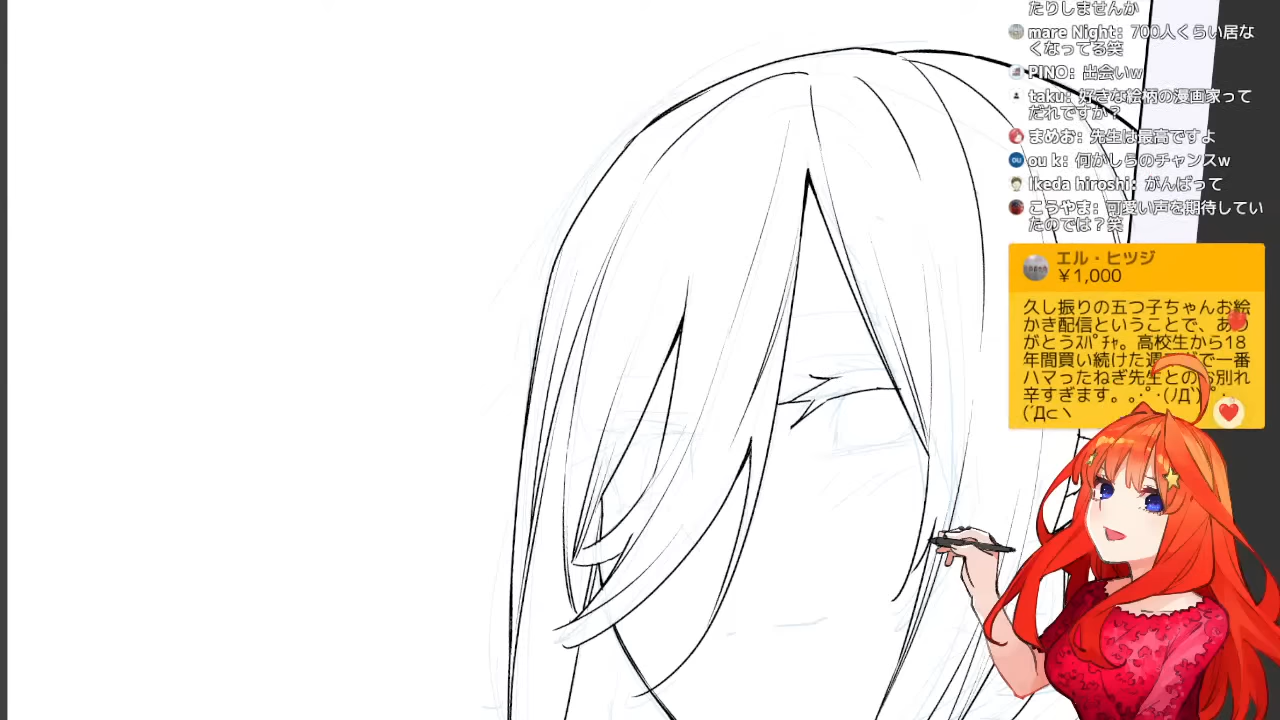 たりしませんか
mare Night: 700人くらい居な
くなってる笑
PINO: 出会いw
taku: 好きな絵柄の漫画家って
だれですか？
まめお: 先生は最高ですよ
ou k: 何かしらのチャンスw
Ikeda hiroshi: がんばって
こうやま: 可愛い声を期待してい
たのでは？笑
エル・ヒツジ
￥1,000
久し振りの五つ子ちゃんお絵
かき配信ということで、あり
がとうｽﾊﾟﾁｬ。高校生から18
年間買い続けた週マガで一番
ハマったねぎ先生とのお別れ
辛すぎます。｡･ﾟ･(ﾉД`)ﾟ･
(´Д⊂ヽ